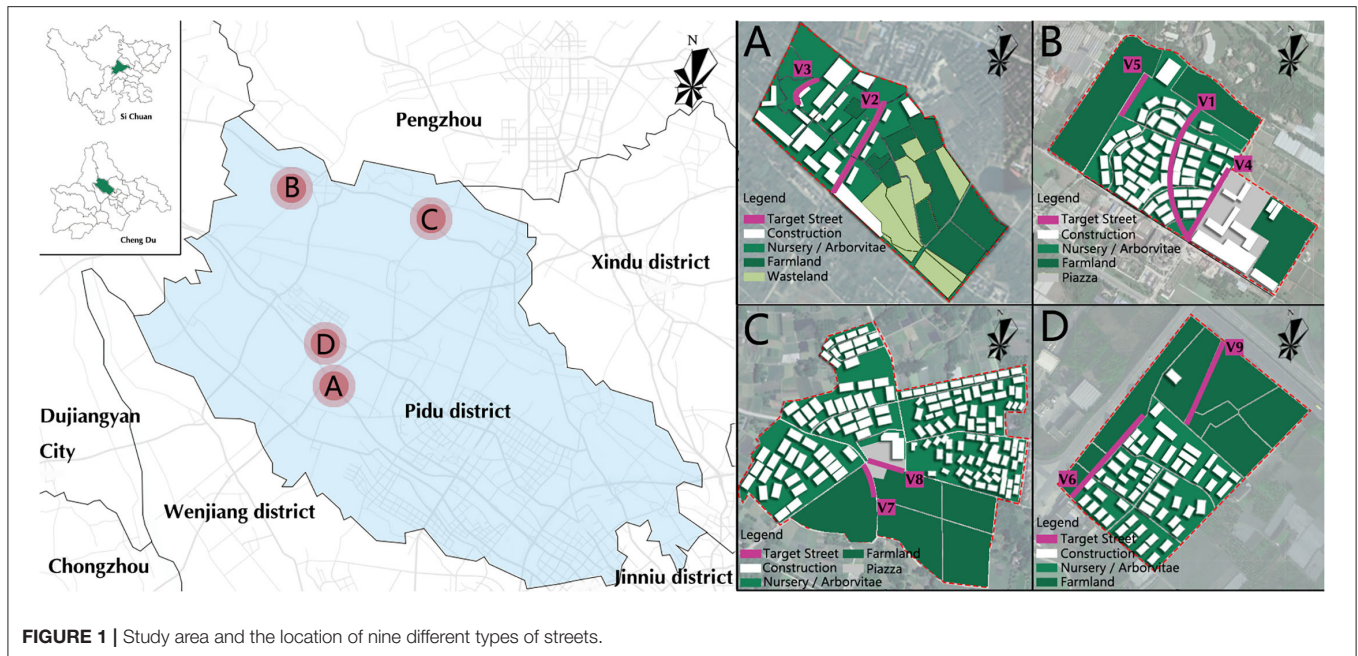 Si Chuan
Cheng Du
N
Pengzhou
B
C
Xindu district
D
A
Pidu district
Dujiangyan
City
Wenjiang district
Chongzhou
Jinniu district
A
V3
V2
Legend
Target Street
Construction
Nursery / Arborvitae
Farmland
Wasteland
B
V5
V1
V4
Legend
Target Street
Construction
Nursery / Arborvitae
Farmland
Piazza
C
V8
V7
Legend
Target Street
Farmland
Construction
Piazza
Nursery / Arborvitae
D
V9
V6
Legend
Target Street
Construction
Nursery / Arborvitae
Farmland
FIGURE 1 | Study area and the location of nine different types of streets.